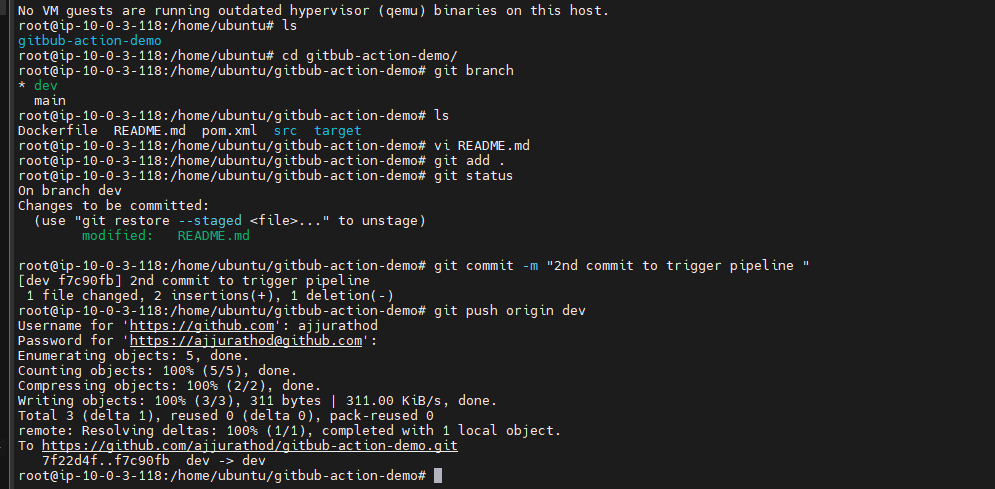 No VM guests are running outdated hypervisor (qemu) binaries on this host.
root@ip-10-0-3-118:/home/ubuntu# ls
gitbub-action-demo
root@ip-10-0-3-118:/home/ubuntu# cd gitbub-action-demo/
root@ip-10-0-3-118:/home/ubuntu/gitbub-action-demo# git branch
* dev
  main
root@ip-10-0-3-118:/home/ubuntu/gitbub-action-demo# ls
Dockerfile  README.md  pom.xml  src  target
root@ip-10-0-3-118:/home/ubuntu/gitbub-action-demo# vi README.md
root@ip-10-0-3-118:/home/ubuntu/gitbub-action-demo# git add .
root@ip-10-0-3-118:/home/ubuntu/gitbub-action-demo# git status
On branch dev
Changes to be committed:
  (use "git restore --staged <file>..." to unstage)
        modified:   README.md

root@ip-10-0-3-118:/home/ubuntu/gitbub-action-demo# git commit -m "2nd commit to trigger pipeline "
[dev f7c90fb] 2nd commit to trigger pipeline
 1 file changed, 2 insertions(+), 1 deletion(-)
root@ip-10-0-3-118:/home/ubuntu/gitbub-action-demo# git push origin dev
Username for 'https://github.com': ajjurathod
Password for 'https://ajjurathod@github.com':
Enumerating objects: 5, done.
Counting objects: 100% (5/5), done.
Compressing objects: 100% (2/2), done.
Writing objects: 100% (3/3), 311 bytes | 311.00 KiB/s, done.
Total 3 (delta 1), reused 0 (delta 0), pack-reused 0
remote: Resolving deltas: 100% (1/1), completed with 1 local object.
To https://github.com/ajjurathod/gitbub-action-demo.git
   7f22d4f..f7c90fb  dev -> dev
root@ip-10-0-3-118:/home/ubuntu/gitbub-action-demo#